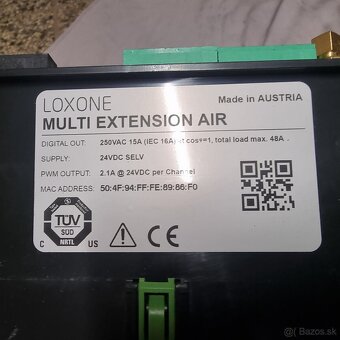 LOXONE
Made in AUSTRIA
MULTI EXTENSION AIR
DIGITAL OUT: 250VAC 15A (IEC 16A) at cosφ=1, total load max. 48A.
SUPPLY: 24VDC SELV
PWM OUTPUT: 2.1A @ 24VDC per Channel
MAC ADDRESS: 50:4F:94:FF:FE:89:86:F0
TÜV
SÜD
C NRTL US
© Bazos.sk